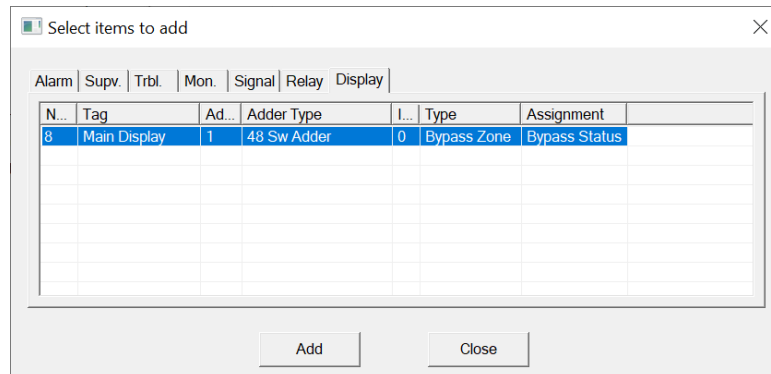 Select items to add
Alarm Supv. Trbl. Mon. Signal Relay Display
N... Tag Ad... Adder Type I... Type Assignment
8 Main Display 1 48 Sw Adder 0 Bypass Zone Bypass Status
Add Close